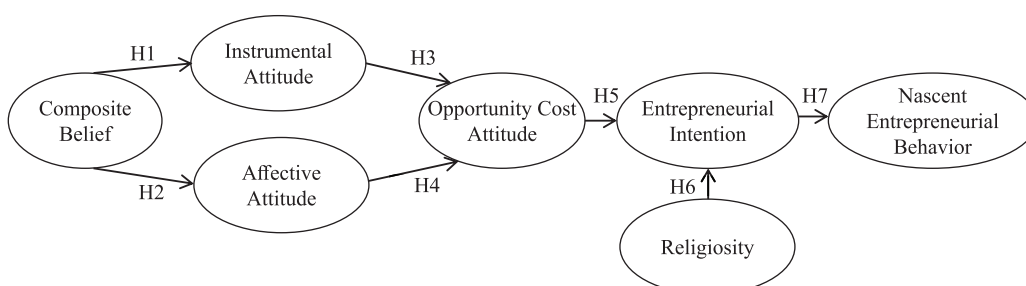 H1
Instrumental
Attitude
H3
Composite
Belief
Opportunity Cost
Attitude
H5
Entrepreneurial
Intention
H7
Nascent
Entrepreneurial
Behavior
H2
Affective
Attitude
H4
H6
Religiosity